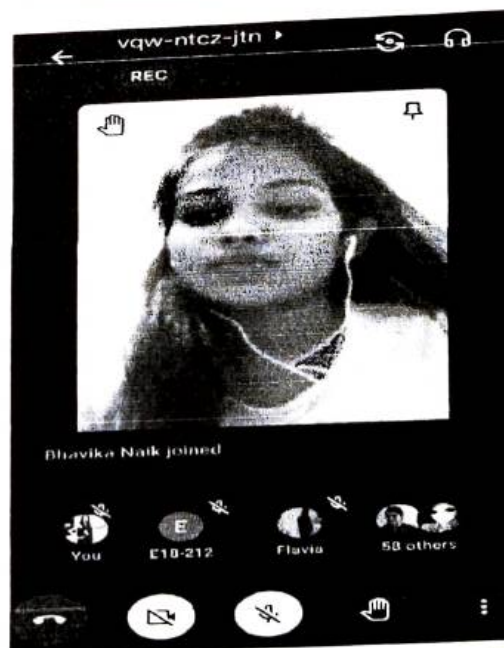 vqw-ntcz-jtn
REC
Bhavika Naik joined
E
You
E18-212
Flavia
58 others